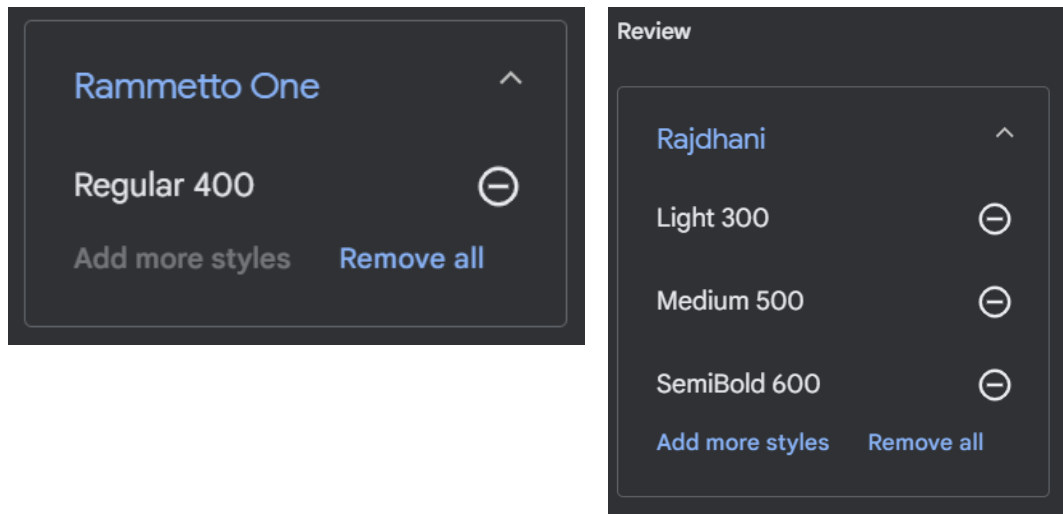 Rammetto One
Regular 400
Add more styles Remove all
Review
Rajdhani
Light 300
Medium 500
SemiBold 600
Add more styles Remove all